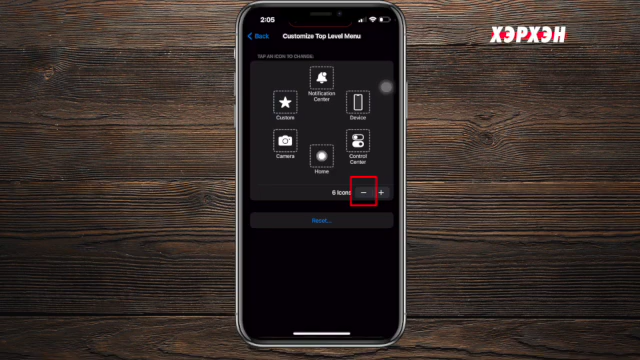 2:05
ХЭРХЭН
Back
Customize Top Level Menu
TAP AN ICON TO CHANGE:
Notification
Center
Custom
Device
Camera
Control
Center
Home
6 Icons
− +
Reset...